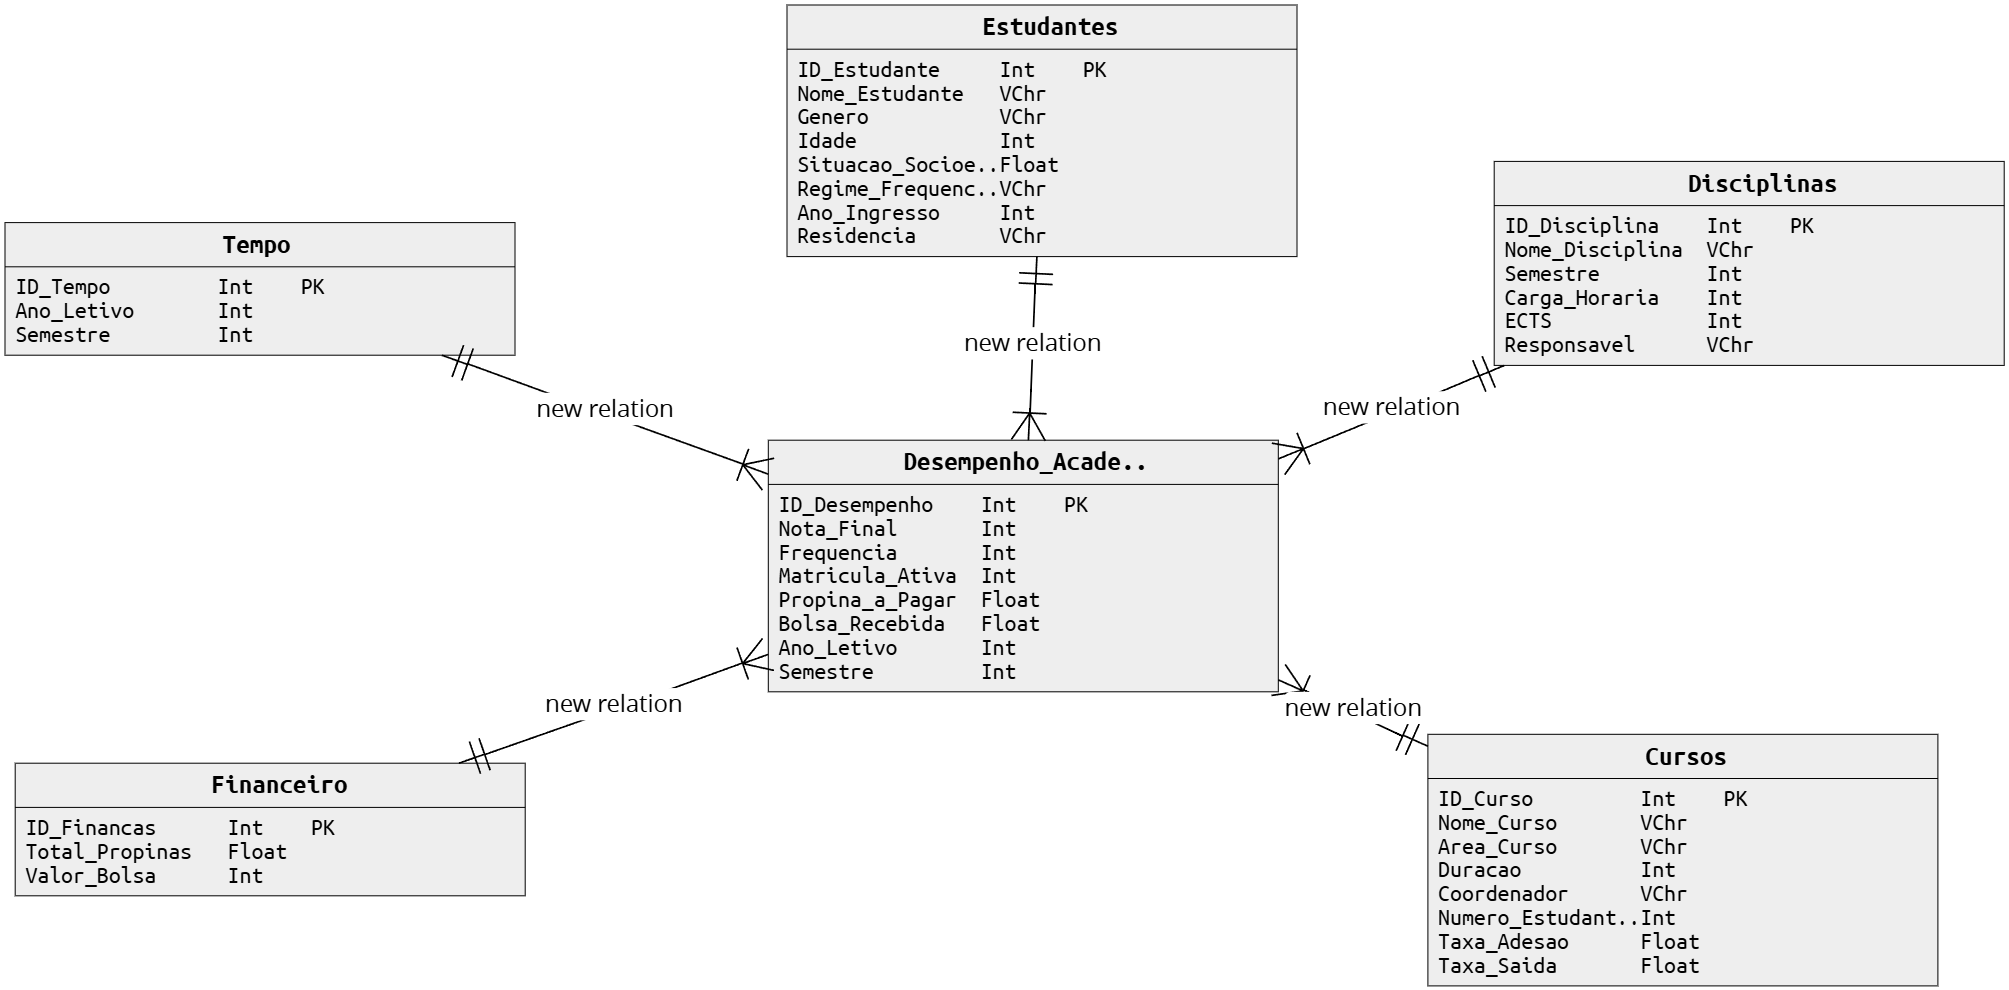 Estudantes
ID_Estudante Int PK
Nome_Estudante VChr
Genero VChr
Idade Int
Situacao_Socioe..Float
Regime_Frequenc..VChr
Ano_Ingresso Int
Residencia VChr
Disciplinas
ID_Disciplina Int PK
Nome_Disciplina VChr
Semestre Int
Carga_Horaria Int
ECTS Int
Responsavel VChr
Tempo
ID_Tempo Int PK
Ano_Letivo Int
Semestre Int
new relation
new relation
new relation
Desempenho_Acade..
ID_Desempenho Int PK
Nota_Final Int
Frequencia Int
Matricula_Ativa Int
Propina_a_Pagar Float
Bolsa_Recebida Float
Ano_Letivo Int
Semestre Int
new relation
new relation
Financeiro
ID_Financas Int PK
Total_Propinas Float
Valor_Bolsa Int
Cursos
ID_Curso Int PK
Nome_Curso VChr
Area_Curso VChr
Duracao Int
Coordenador VChr
Numero_Estudant..Int
Taxa_Adesao Float
Taxa_Saida Float